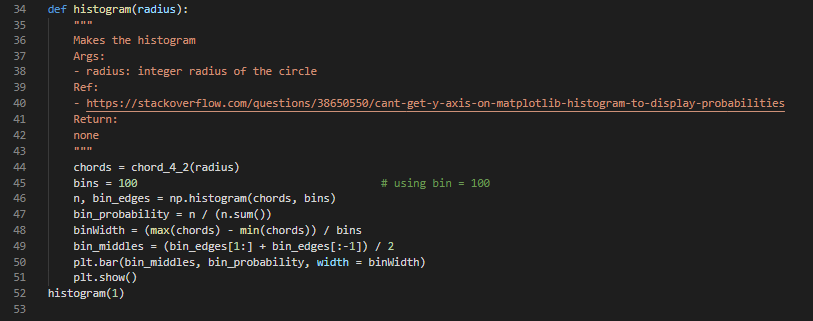 34 def histogram(radius):
35     """
36     Makes the histogram
37     Args:
38     - radius: integer radius of the circle
39     Ref:
40     - https://stackoverflow.com/questions/38650550/cant-get-y-axis-on-matplotlib-histogram-to-display-probabilities
41     Return:
42     none
43     """
44     chords = chord_4_2(radius)
45     bins = 100                                     # using bin = 100
46     n, bin_edges = np.histogram(chords, bins)
47     bin_probability = n / (n.sum())
48     binWidth = (max(chords) - min(chords)) / bins
49     bin_middles = (bin_edges[1:] + bin_edges[:-1]) / 2
50     plt.bar(bin_middles, bin_probability, width = binWidth)
51     plt.show()
52 histogram(1)
53